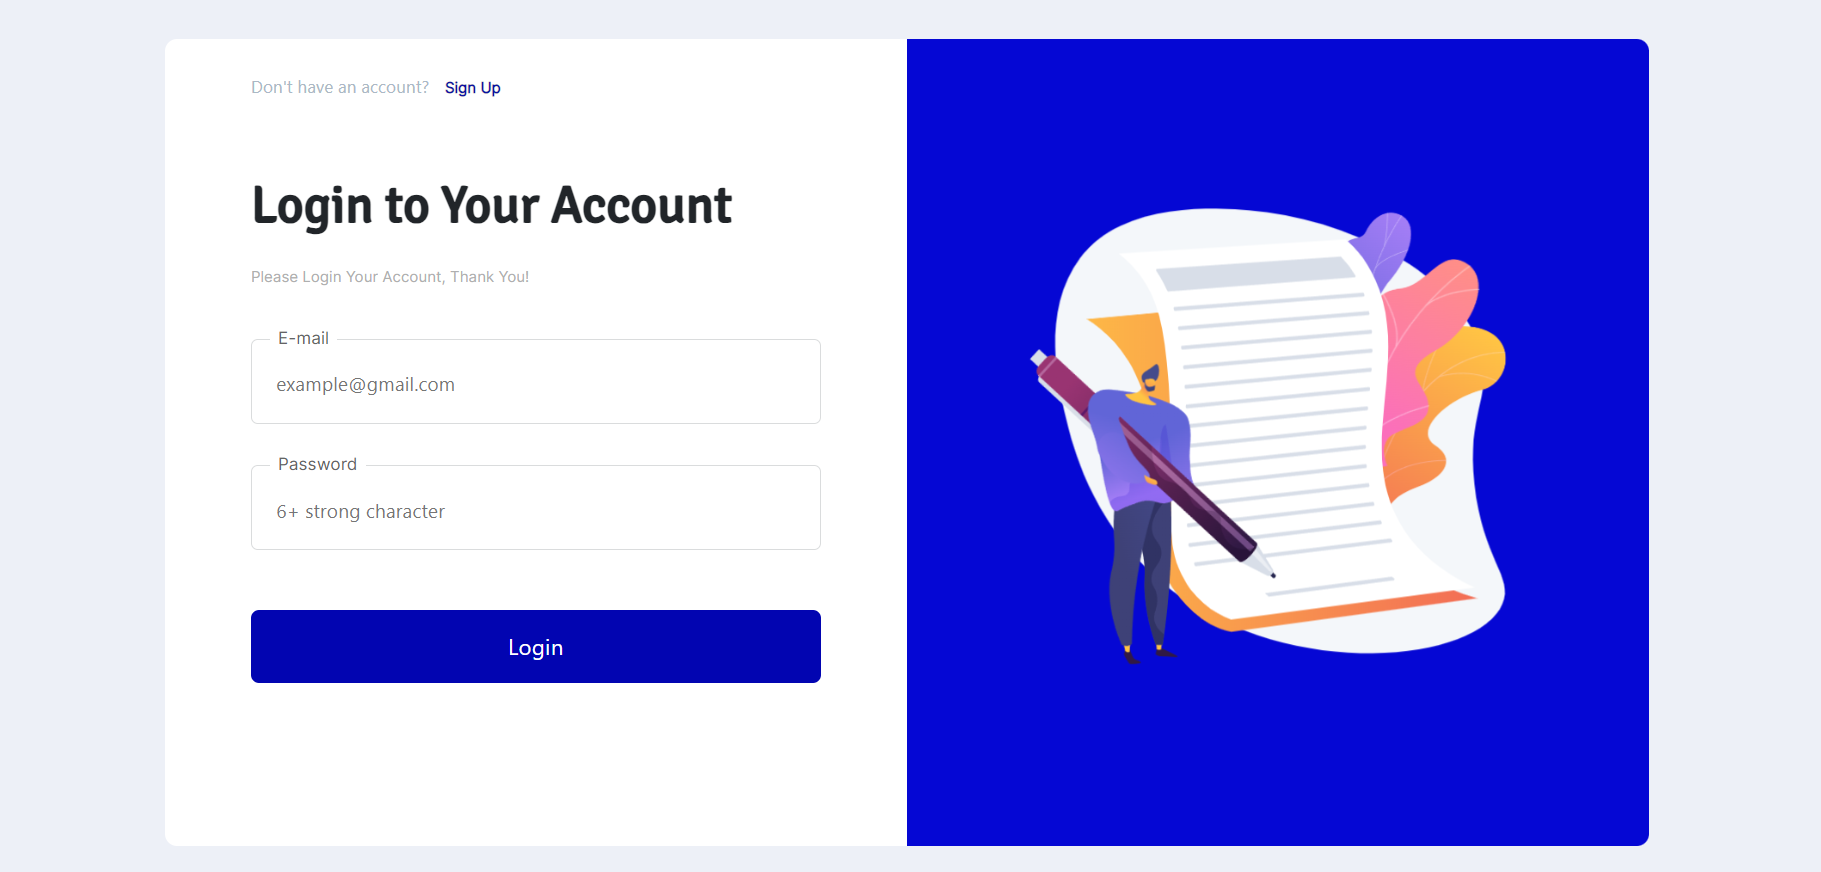 Don't have an account? Sign Up
Login to Your Account
Please Login Your Account, Thank You!
E-mail
example@gmail.com
Password
6+ strong character
Login